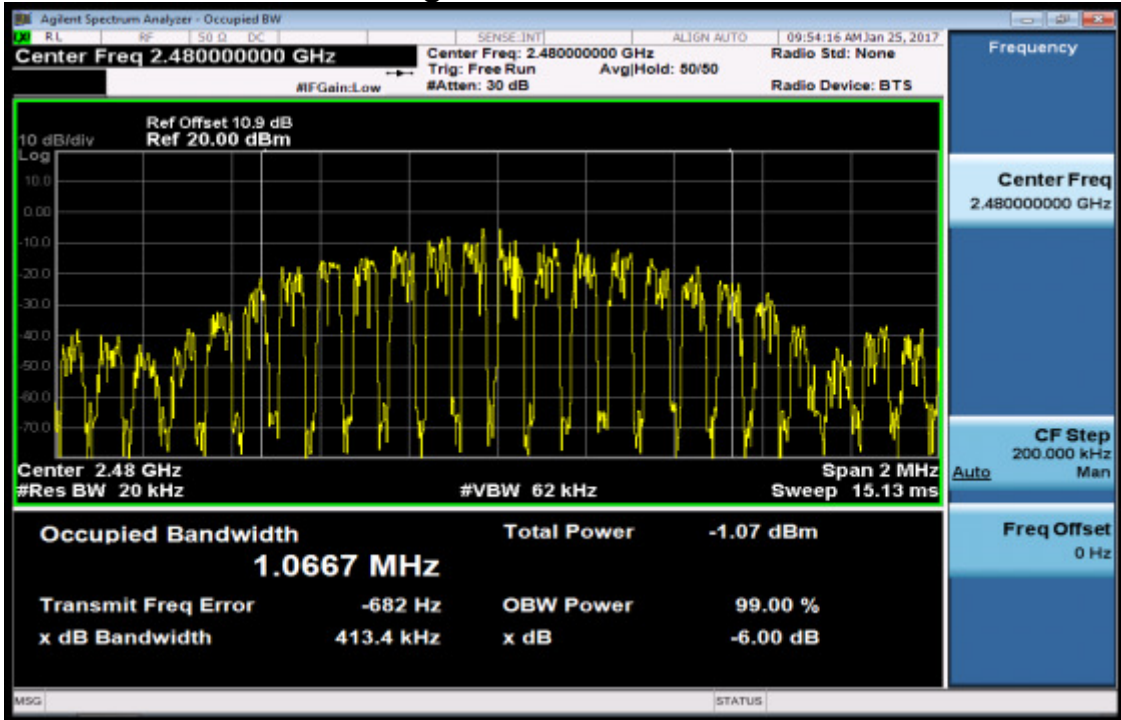 Agilent Spectrum Analyzer - Occupied BW
RL RF 50 Ω DC SENSE:INT ALIGN AUTO 09:54:16 AM Jan 25, 2017
Center Freq 2.480000000 GHz Center Freq: 2.480000000 GHz Radio Std: None
Trig: Free Run Avg|Hold: 50/50
#IFGain:Low #Atten: 30 dB Radio Device: BTS
Frequency
Ref Offset 10.9 dB
10 dB/div Ref 20.00 dBm
Log
10.0
0.00
-10.0
-20.0
-30.0
-40.0
-50.0
-60.0
-70.0
Center 2.48 GHz Span 2 MHz
#Res BW 20 kHz #VBW 62 kHz Sweep 15.13 ms
Occupied Bandwidth Total Power -1.07 dBm
1.0667 MHz
Transmit Freq Error -682 Hz OBW Power 99.00 %
x dB Bandwidth 413.4 kHz x dB -6.00 dB
Center Freq
2.480000000 GHz
CF Step
200.000 kHz
Auto Man
Freq Offset
0 Hz
MSG STATUS